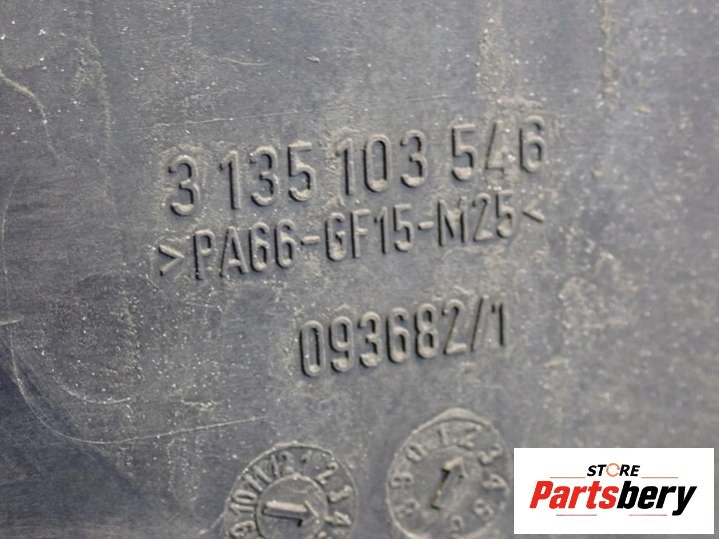 3 135 103 546
>PA66-GF15-M25<
093682/1
STORE
Partsbery